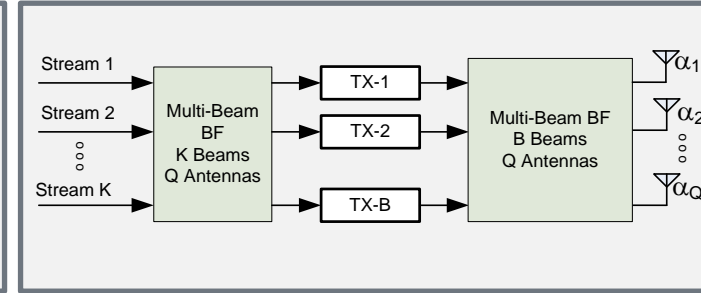 Stream 1
Stream 2
Stream K
Multi-Beam
BF
K Beams
Q Antennas
TX-1
TX-2
TX-B
Multi-Beam BF
B Beams
Q Antennas
α1
α2
αQ